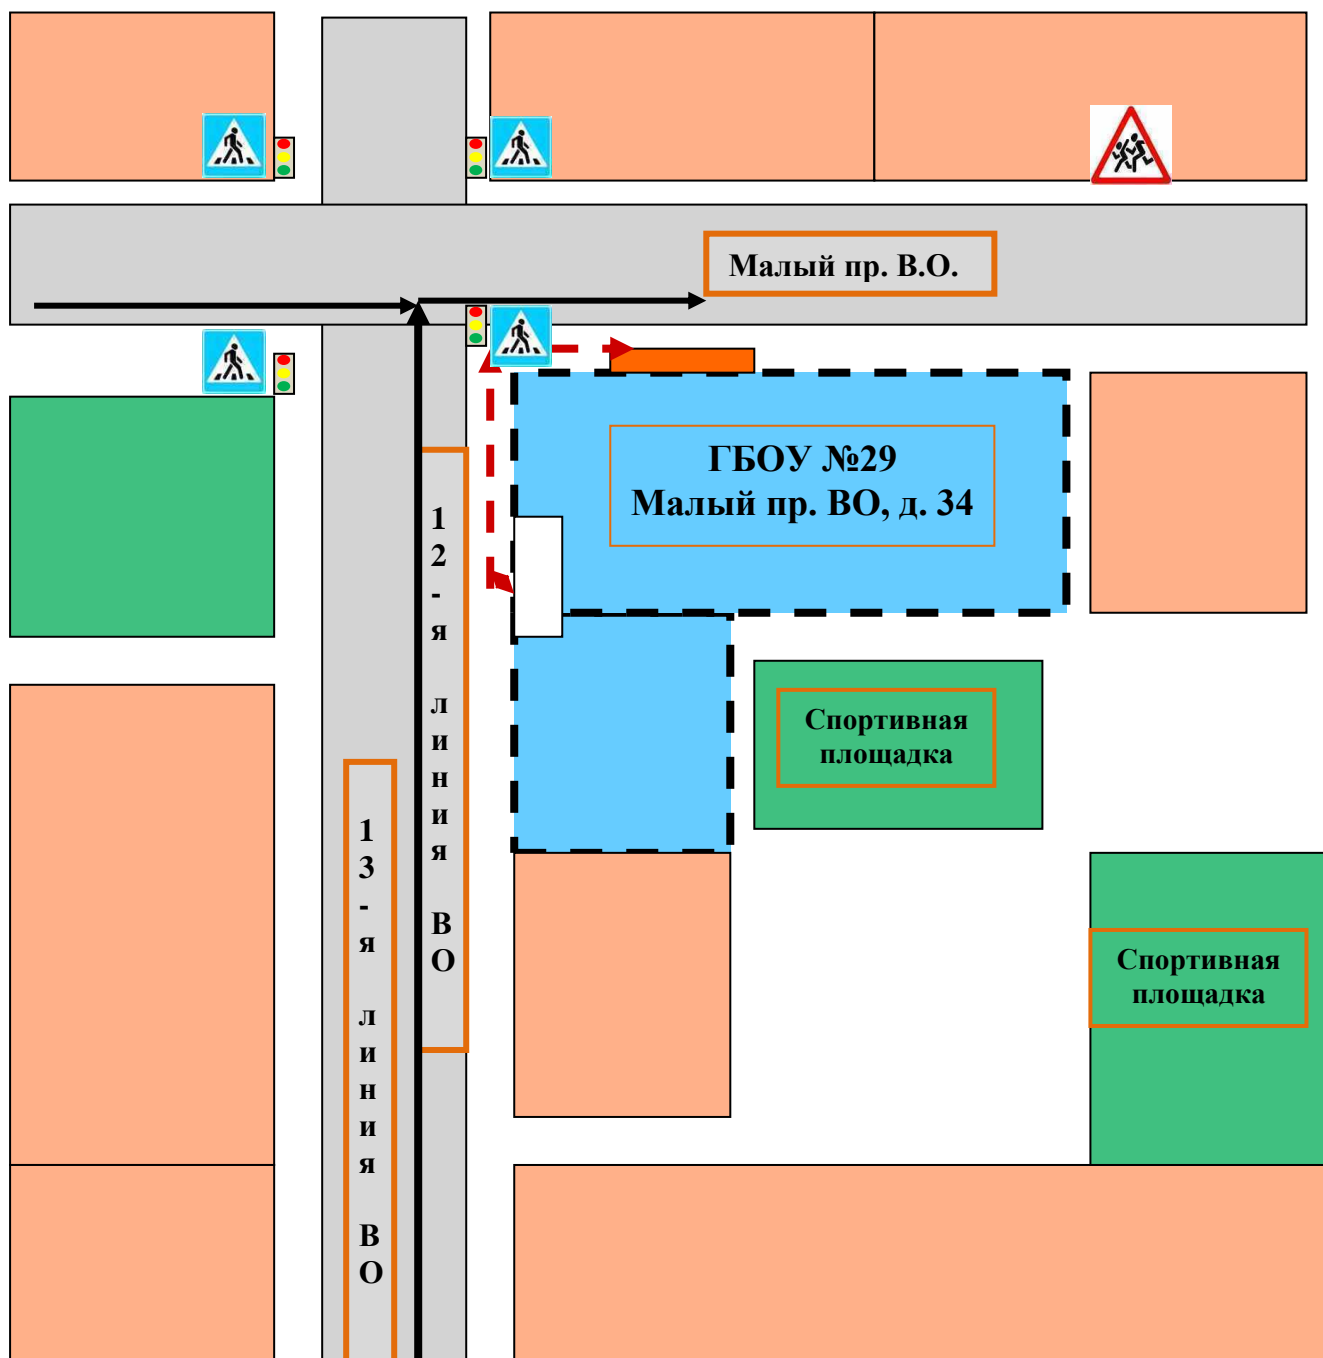 Малый пр. В.О.
ГБОУ №29
Малый пр. ВО, д. 34
12-я линия ВО
Спортивная
площадка
13-я линия ВО
Спортивная
площадка